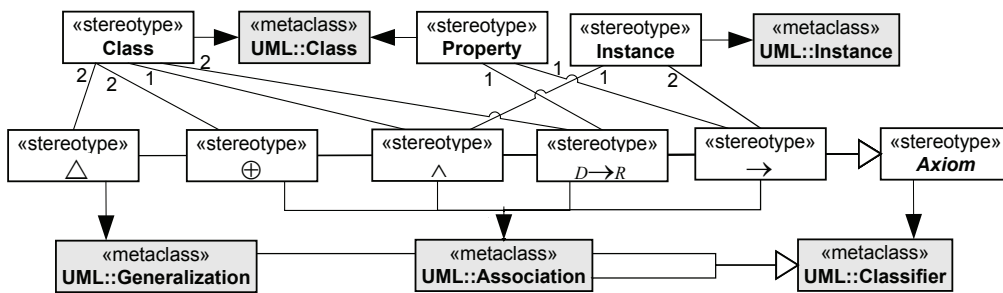 «stereotype» «metaclass» «stereotype» «stereotype» «metaclass»
Class UML::Class Property Instance UML::Instance
2 2 1 1
2 2 1 1 2
«stereotype» «stereotype» «stereotype» «stereotype» «stereotype» «stereotype»
△ ⊕ ∧ D→R → Axiom
«metaclass» «metaclass» «metaclass»
UML::Generalization UML::Association UML::Classifier